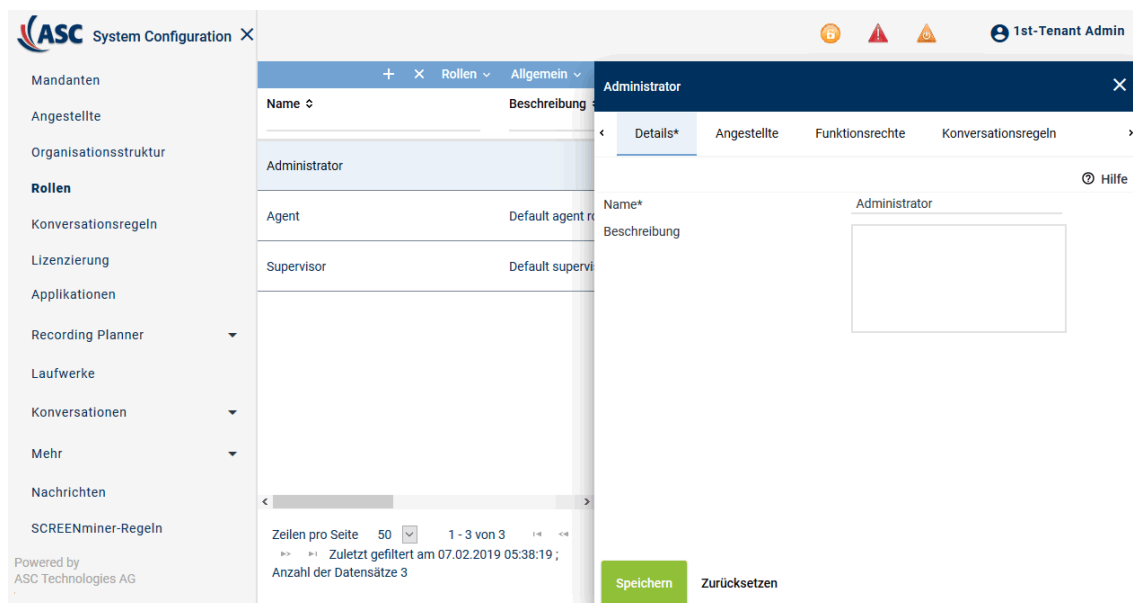 ASC System Configuration
1st-Tenant Admin
Mandanten
Angestellte
Organisationsstruktur
Rollen
Konversationsregeln
Lizenzierung
Applikationen
Recording Planner
Laufwerke
Konversationen
Mehr
Nachrichten
SCREENminer-Regeln
Powered by
ASC Technologies AG
Rollen Allgemein
Name Beschreibung
Administrator
Agent Default agent ro
Supervisor Default supervi
Zeilen pro Seite 50 1 - 3 von 3
Zuletzt gefiltert am 07.02.2019 05:38:19 ;
Anzahl der Datensätze 3
Administrator
Details* Angestellte Funktionsrechte Konversationsregeln
Hilfe
Name* Administrator
Beschreibung
Speichern Zurücksetzen